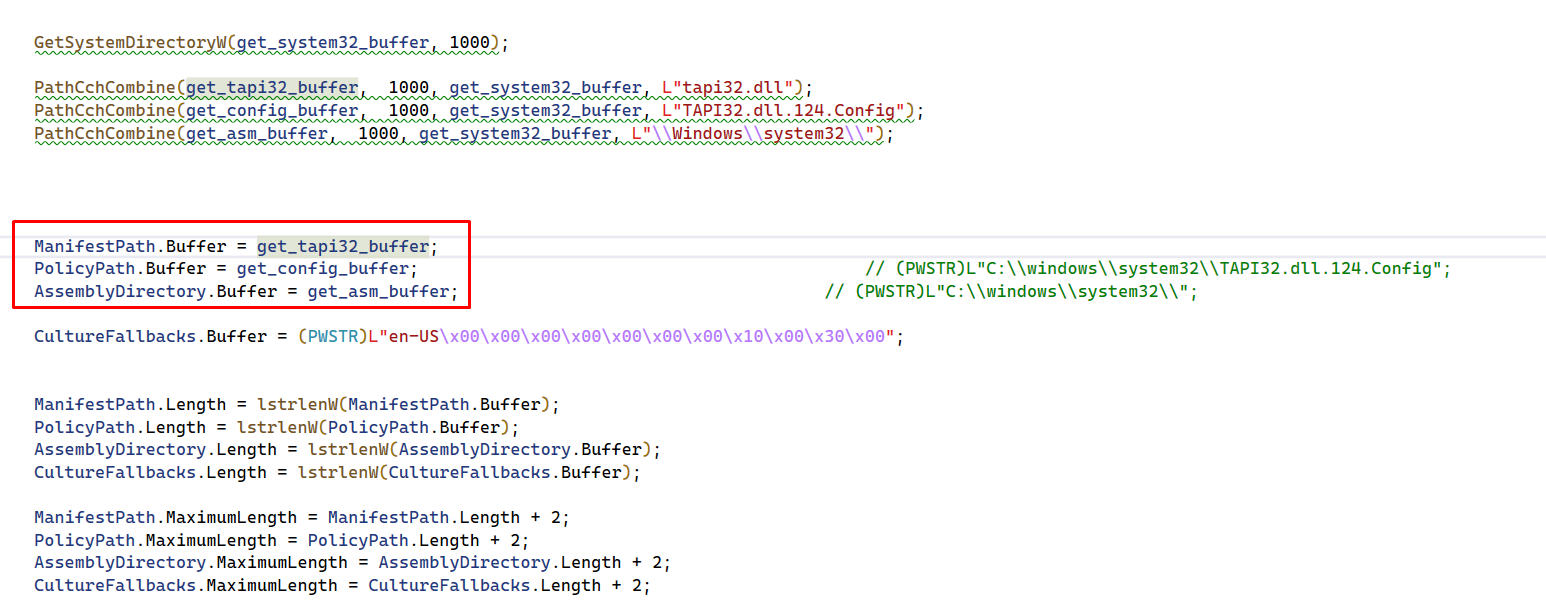 GetSystemDirectoryW(get_system32_buffer, 1000);
PathCchCombine(get_tapi32_buffer,  1000, get_system32_buffer, L"tapi32.dll");
PathCchCombine(get_config_buffer,  1000, get_system32_buffer, L"TAPI32.dll.124.Config");
PathCchCombine(get_asm_buffer,  1000, get_system32_buffer, L"\\Windows\\system32\\");
ManifestPath.Buffer = get_tapi32_buffer;
PolicyPath.Buffer = get_config_buffer; // (PWSTR)L"C:\\windows\\system32\\TAPI32.dll.124.Config";
AssemblyDirectory.Buffer = get_asm_buffer; // (PWSTR)L"C:\\windows\\system32\\";
CultureFallbacks.Buffer = (PWSTR)L"en-US\x00\x00\x00\x00\x00\x00\x00\x10\x00\x30\x00";
ManifestPath.Length = lstrlenW(ManifestPath.Buffer);
PolicyPath.Length = lstrlenW(PolicyPath.Buffer);
AssemblyDirectory.Length = lstrlenW(AssemblyDirectory.Buffer);
CultureFallbacks.Length = lstrlenW(CultureFallbacks.Buffer);
ManifestPath.MaximumLength = ManifestPath.Length + 2;
PolicyPath.MaximumLength = PolicyPath.Length + 2;
AssemblyDirectory.MaximumLength = AssemblyDirectory.Length + 2;
CultureFallbacks.MaximumLength = CultureFallbacks.Length + 2;